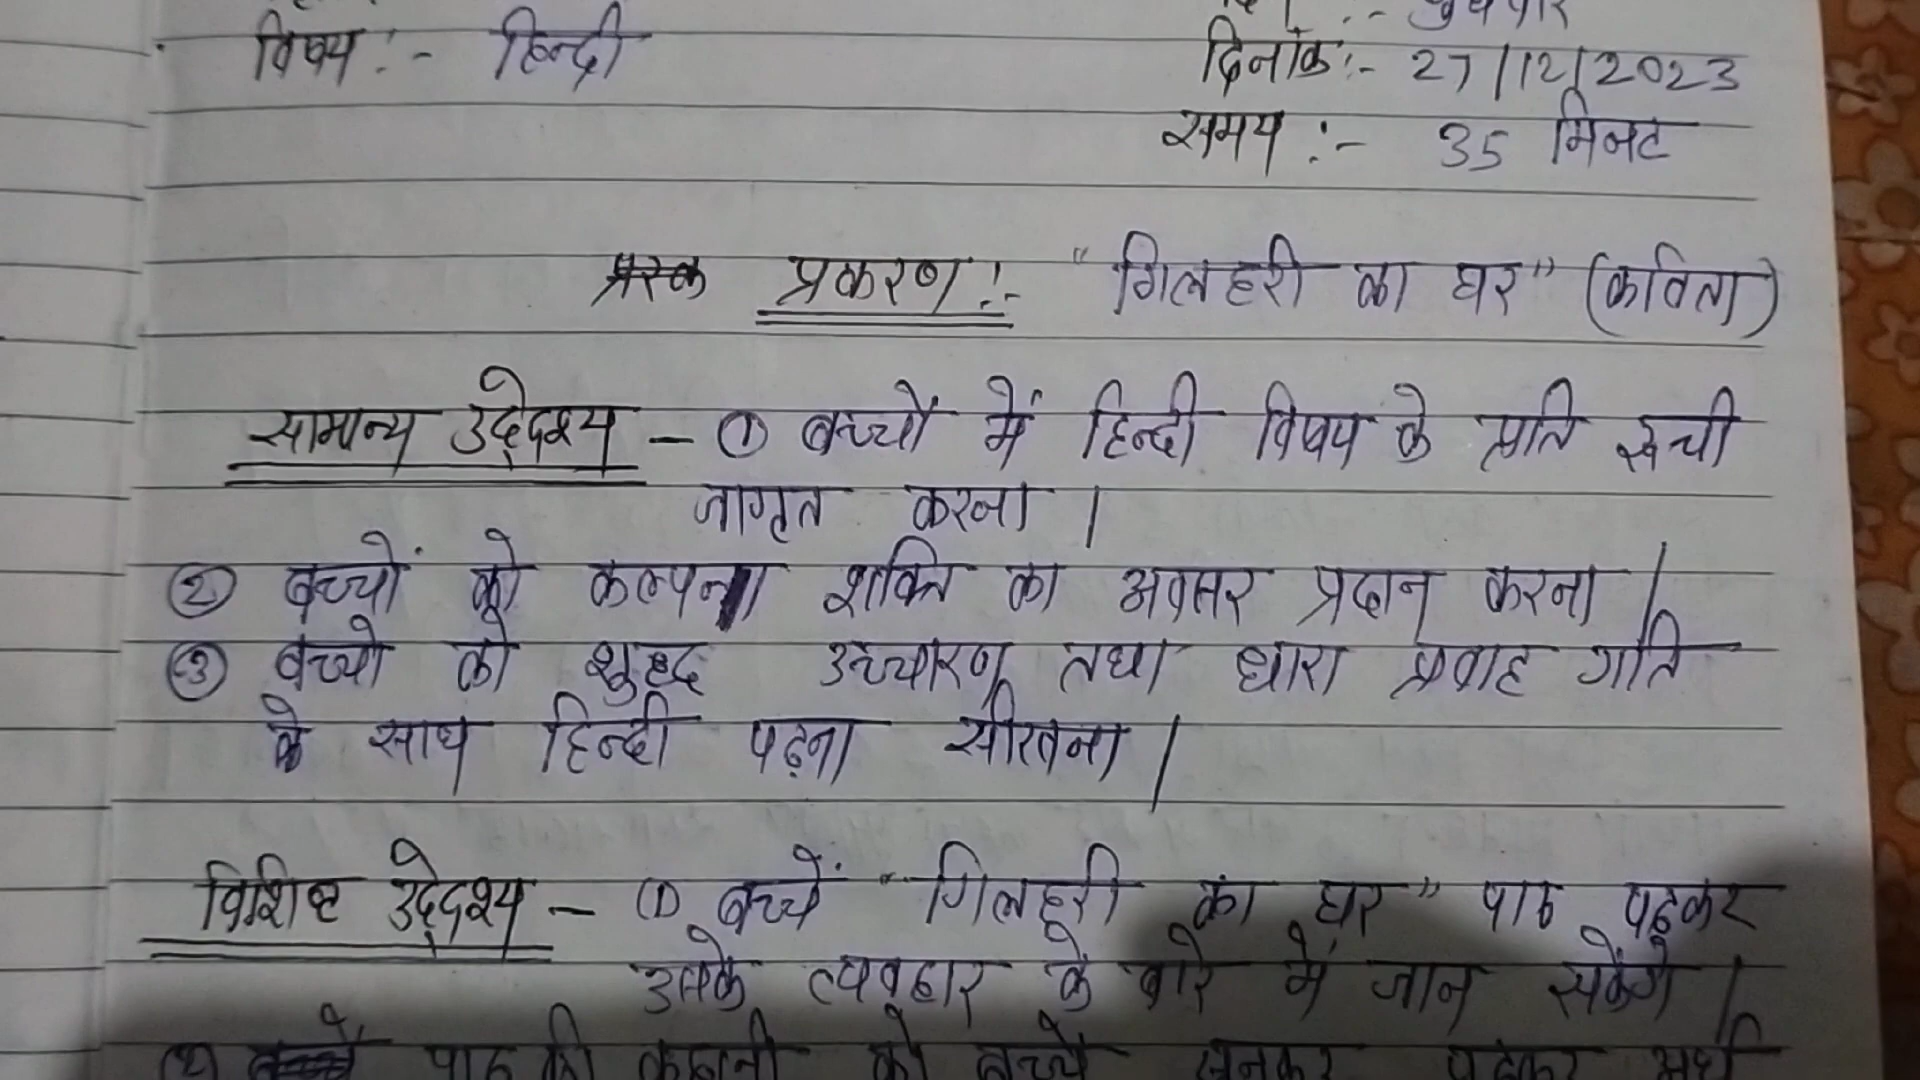 विषय :- हिन्दी
बुधवार
दिनांक :- 27/12/2023
समय :- 35 मिनट
प्रकरण :- "गिलहरी का घर" (कविता)
सामान्य उद्देश्य - ① बच्चों में हिन्दी विषय के प्रति रूची
जागृत करना |
② बच्चों को कल्पना शक्ति का अवसर प्रदान करना |
③ बच्चो को शुद्ध उच्चारण तथा धारा प्रवाह गति
के साथ हिन्दी पढ़ना सीखना |
विशिष्ट उद्देश्य - ① बच्चें "गिलहरी का घर" पाठ पढ़कर
उसके व्यवहार के बारे में जान सकेंगे |
② पाठ की कहानी को बच्चे सुनकर पढ़कर अर्थ